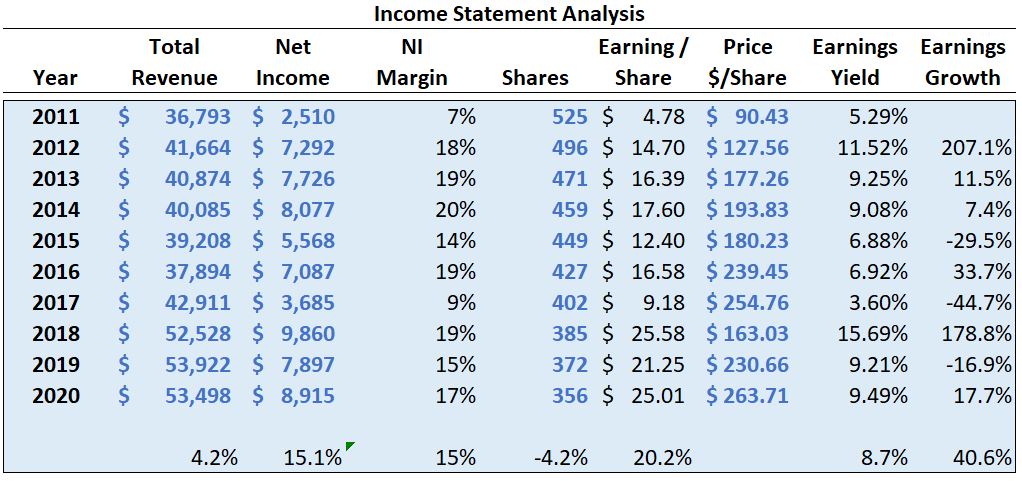 Income Statement Analysis
Total Net NI Earning / Price Earnings Earnings
Year Revenue Income Margin Shares Share $/Share Yield Growth
2011 $ 36,793 $ 2,510 7% 525 $ 4.78 $ 90.43 5.29%
2012 $ 41,664 $ 7,292 18% 496 $ 14.70 $ 127.56 11.52% 207.1%
2013 $ 40,874 $ 7,726 19% 471 $ 16.39 $ 177.26 9.25% 11.5%
2014 $ 40,085 $ 8,077 20% 459 $ 17.60 $ 193.83 9.08% 7.4%
2015 $ 39,208 $ 5,568 14% 449 $ 12.40 $ 180.23 6.88% -29.5%
2016 $ 37,894 $ 7,087 19% 427 $ 16.58 $ 239.45 6.92% 33.7%
2017 $ 42,911 $ 3,685 9% 402 $ 9.18 $ 254.76 3.60% -44.7%
2018 $ 52,528 $ 9,860 19% 385 $ 25.58 $ 163.03 15.69% 178.8%
2019 $ 53,922 $ 7,897 15% 372 $ 21.25 $ 230.66 9.21% -16.9%
2020 $ 53,498 $ 8,915 17% 356 $ 25.01 $ 263.71 9.49% 17.7%
4.2% 15.1% 15% -4.2% 20.2% 8.7% 40.6%